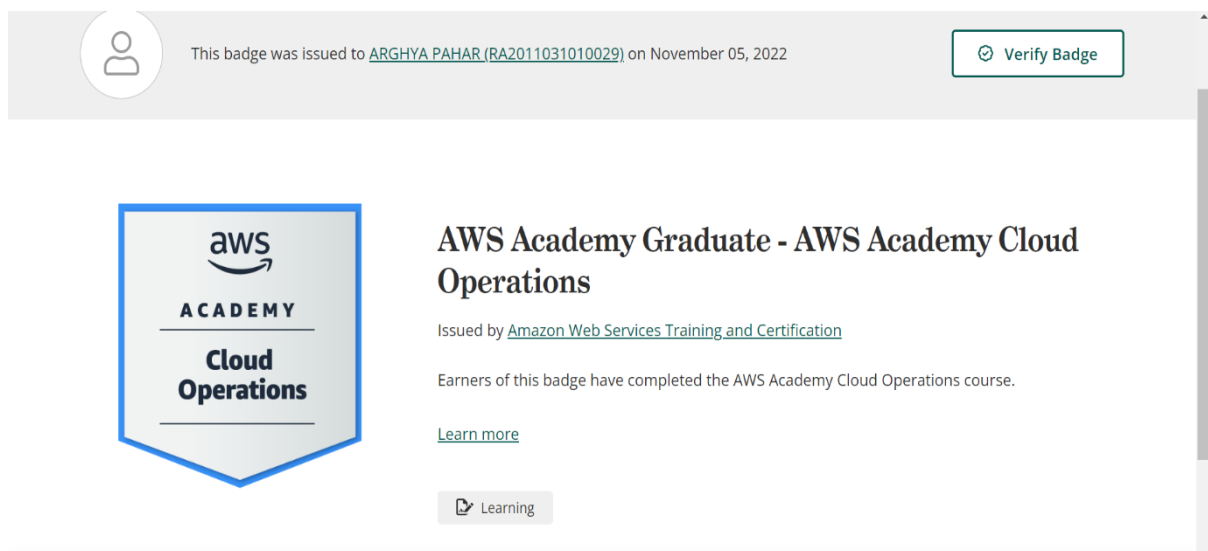 This badge was issued to ARGHYA PAHAR (RA2011031010029) on November 05, 2022
Verify Badge
aws
ACADEMY
Cloud
Operations
AWS Academy Graduate - AWS Academy Cloud
Operations
Issued by Amazon Web Services Training and Certification
Earners of this badge have completed the AWS Academy Cloud Operations course.
Learn more
Learning